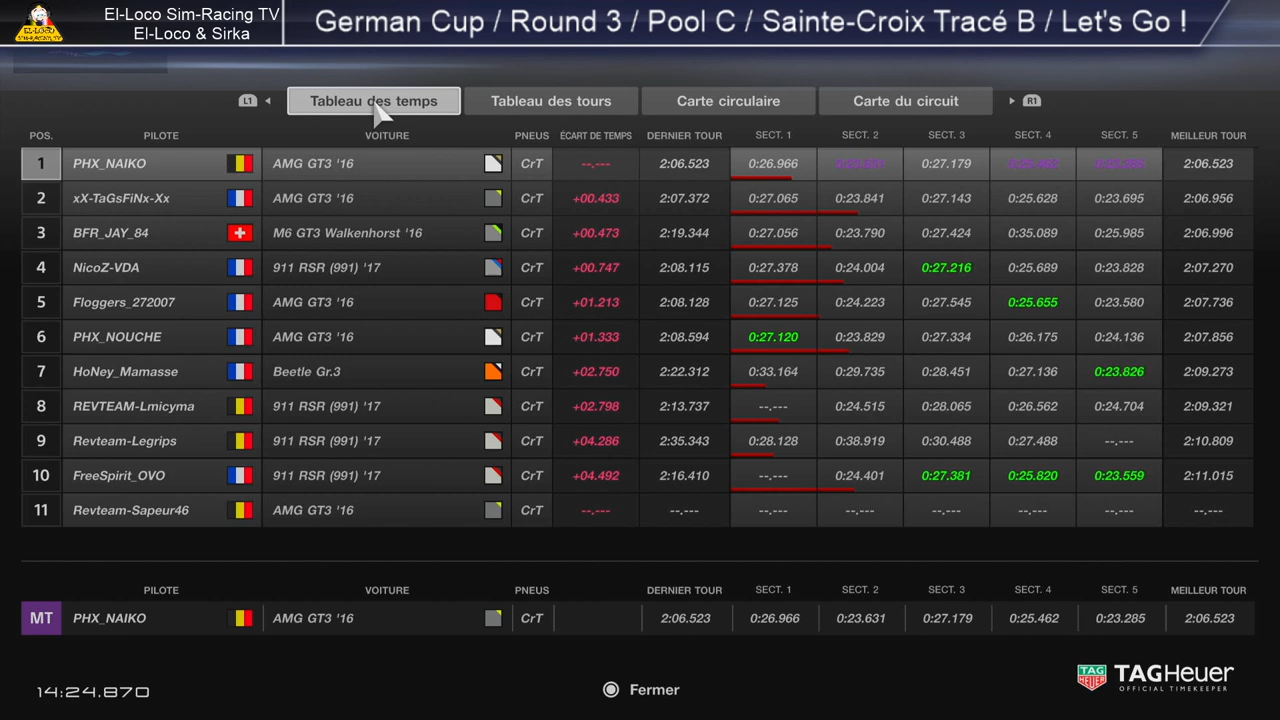 El-Loco Sim-Racing TV
El-Loco & Sirka
German Cup / Round 3 / Pool C / Sainte-Croix Tracé B / Let's Go !
L1 Tableau des temps Tableau des tours Carte circulaire Carte du circuit R1
POS. PILOTE VOITURE PNEUS ÉCART DE TEMPS DERNIER TOUR SECT. 1 SECT. 2 SECT. 3 SECT. 4 SECT. 5 MEILLEUR TOUR
1 PHX_NAIKO AMG GT3 '16 CrT --.--- 2:06.523 0:26.966 0:27.179 2:06.523
2 xX-TaGsFiNx-Xx AMG GT3 '16 CrT +00.433 2:07.372 0:27.065 0:23.841 0:27.143 0:25.628 0:23.695 2:06.956
3 BFR_JAY_84 M6 GT3 Walkenhorst '16 CrT +00.473 2:19.344 0:27.056 0:23.790 0:27.424 0:35.089 0:25.985 2:06.996
4 NicoZ-VDA 911 RSR (991) '17 CrT +00.747 2:08.115 0:27.378 0:24.004 0:27.216 0:25.689 0:23.828 2:07.270
5 Floggers_272007 AMG GT3 '16 CrT +01.213 2:08.128 0:27.125 0:24.223 0:27.545 0:25.655 0:23.580 2:07.736
6 PHX_NOUCHE AMG GT3 '16 CrT +01.333 2:08.594 0:27.120 0:23.829 0:27.334 0:26.175 0:24.136 2:07.856
7 HoNey_Mamasse Beetle Gr.3 CrT +02.750 2:22.312 0:33.164 0:29.735 0:28.451 0:27.136 0:23.826 2:09.273
8 REVTEAM-Lmicyma 911 RSR (991) '17 CrT +02.798 2:13.737 --.--- 0:24.515 0:28.065 0:26.562 0:24.704 2:09.321
9 Revteam-Legrips 911 RSR (991) '17 CrT +04.286 2:35.343 0:28.128 0:38.919 0:30.488 0:27.488 --.--- 2:10.809
10 FreeSpirit_OVO 911 RSR (991) '17 CrT +04.492 2:16.410 --.--- 0:24.401 0:27.381 0:25.820 0:23.559 2:11.015
11 Revteam-Sapeur46 AMG GT3 '16 CrT --.--- --.--- --.--- --.--- --.--- --.--- --.--- --.---
PILOTE VOITURE PNEUS DERNIER TOUR SECT. 1 SECT. 2 SECT. 3 SECT. 4 SECT. 5 MEILLEUR TOUR
MT PHX_NAIKO AMG GT3 '16 CrT 2:06.523 0:26.966 0:23.631 0:27.179 0:25.462 0:23.285 2:06.523
14:24.870
Fermer
TAG HEUER TAGHeuer
OFFICIAL TIMEKEEPER